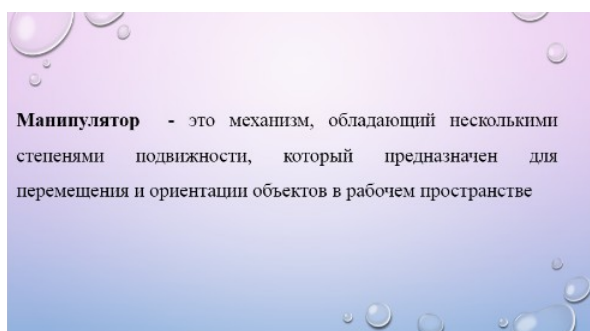 Манипулятор - это механизм, обладающий несколькими
степенями подвижности, который предназначен для
перемещения и ориентации объектов в рабочем пространстве